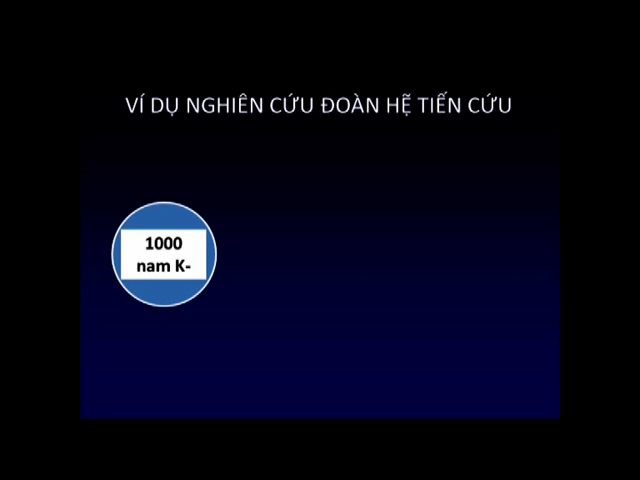 VÍ DỤ NGHIÊN CỨU ĐOÀN HỆ TIẾN CỨU
1000
nam K-